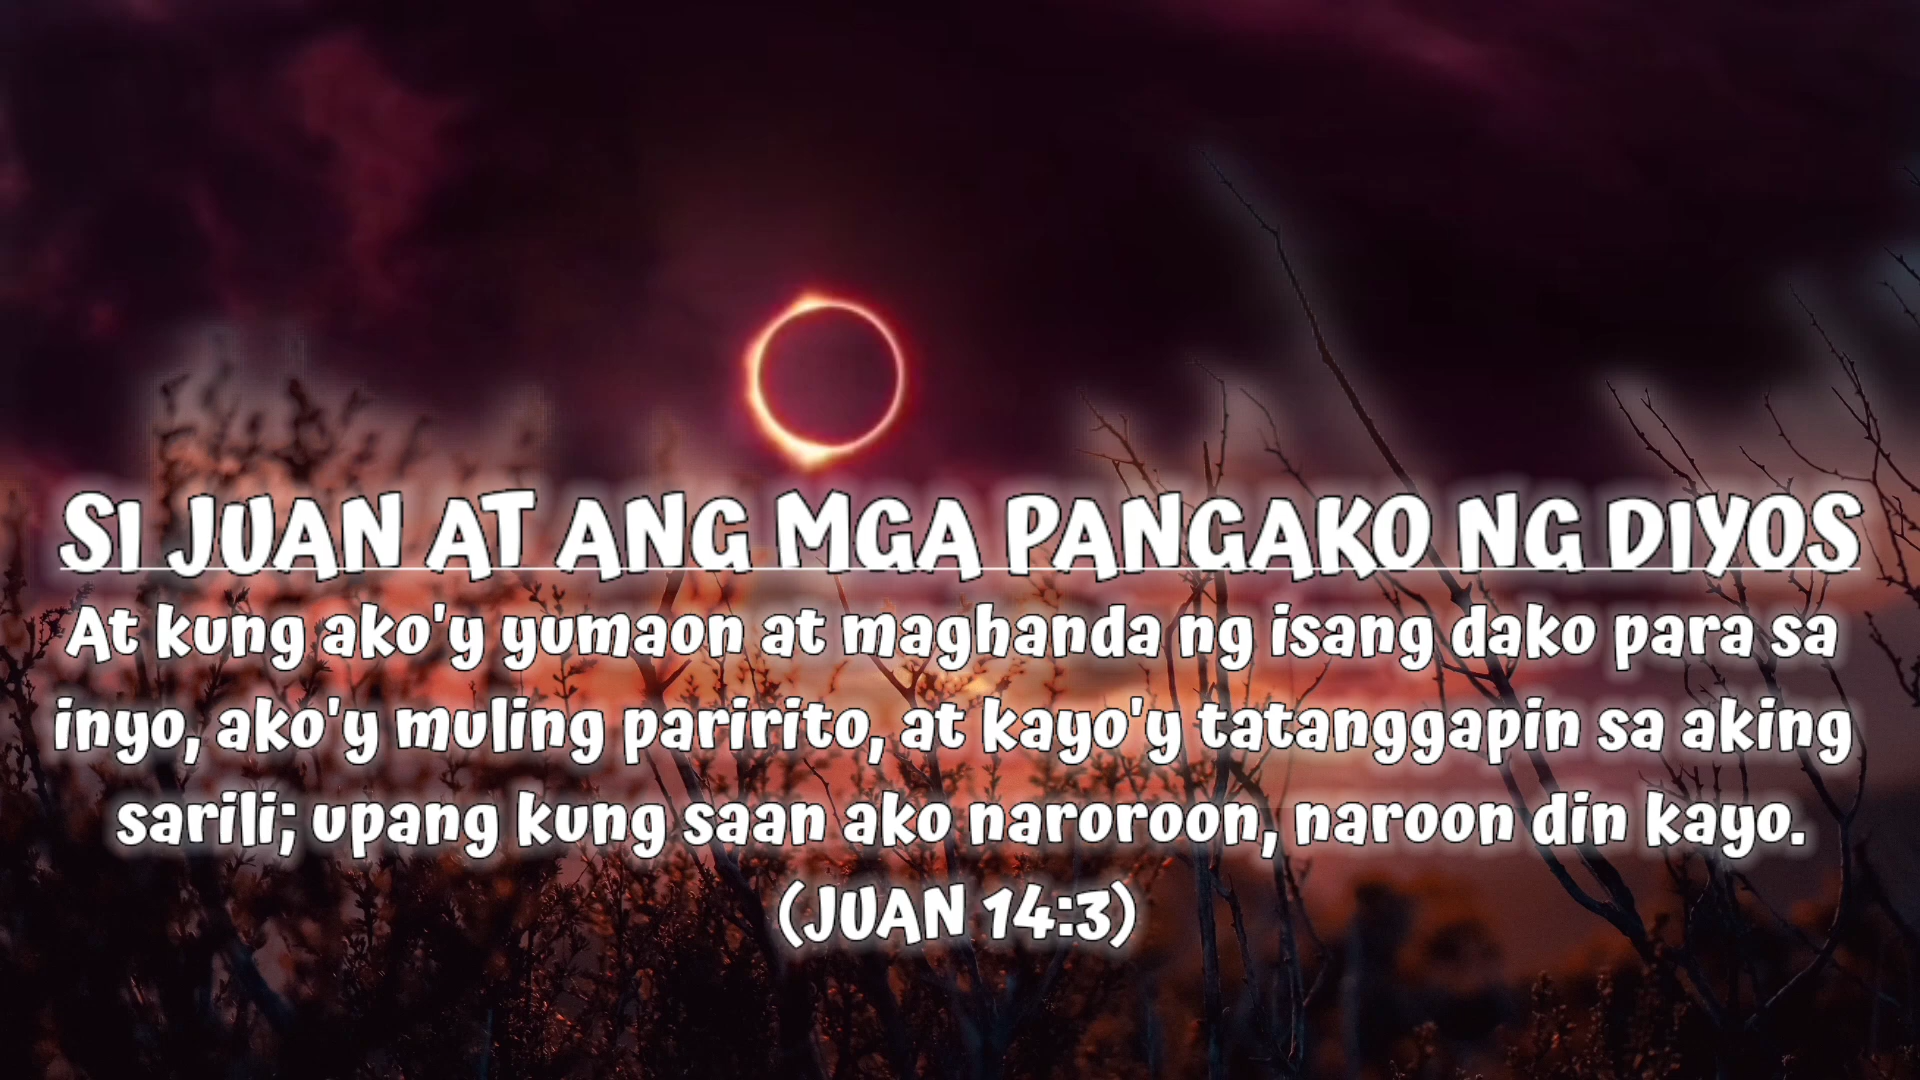 SI JUAN AT ANG MGA PANGAKO NG DIYOS
At kung ako'y yumaon at maghanda ng isang dako para sa
inyo, ako'y muling paririto, at kayo'y tatanggapin sa aking
sarili; upang kung saan ako naroroon, naroon din kayo.
(JUAN 14:3)